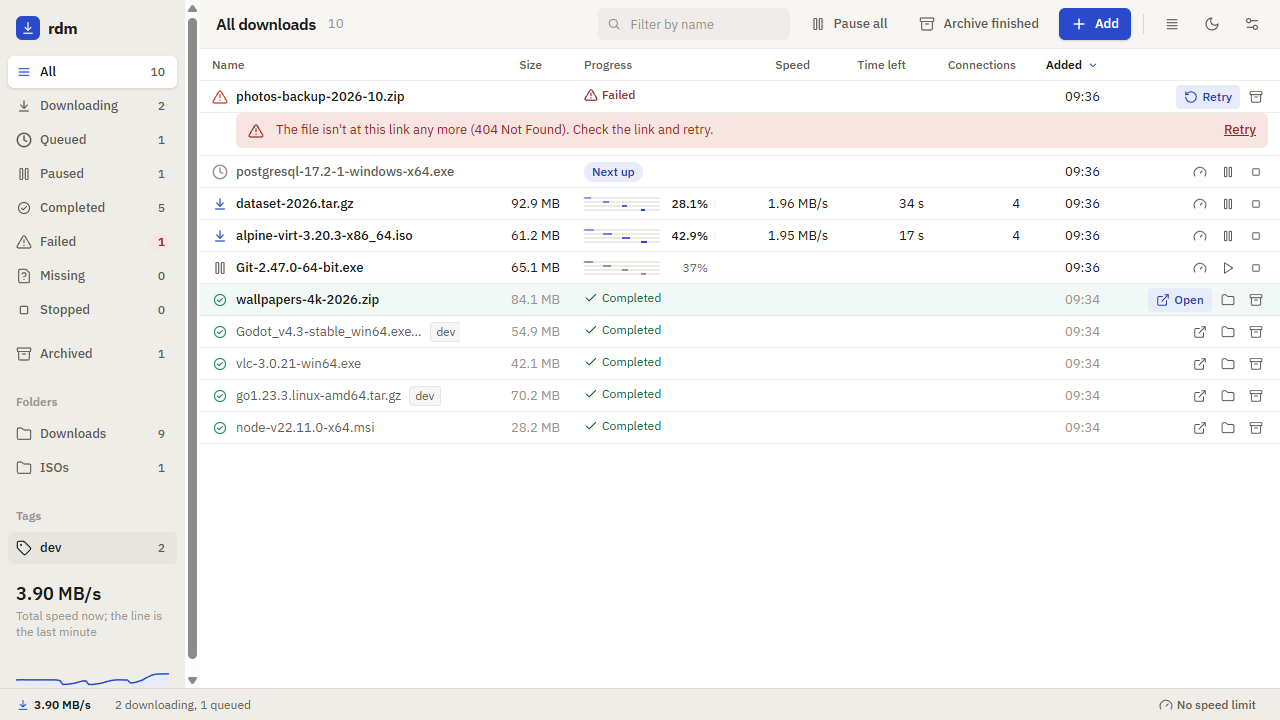 rdm
All 10
Downloading 2
Queued 1
Paused 1
Completed 5
Failed 1
Missing 0
Stopped 0
Archived 1
Folders
Downloads 9
ISOs 1
Tags
dev 2
3.90 MB/s
Total speed now; the line is
the last minute
All downloads 10
Filter by name
Pause all
Archive finished
Add
Name Size Progress Speed Time left Connections Added
photos-backup-2026-10.zip Failed 09:36 Retry
The file isn't at this link any more (404 Not Found). Check the link and retry. Retry
postgresql-17.2-1-windows-x64.exe Next up 09:36
dataset-2026.tar.gz 92.9 MB 28.1% 1.96 MB/s 34 s 4 09:36
alpine-virt-3.20.3-x86_64.iso 61.2 MB 42.9% 1.95 MB/s 17 s 4 09:36
Git-2.47.0-64-bit.exe 65.1 MB 37% 09:36
wallpapers-4k-2026.zip 84.1 MB Completed 09:34 Open
Godot_v4.3-stable_win64.exe... dev 54.9 MB Completed 09:34
vlc-3.0.21-win64.exe 42.1 MB Completed 09:34
go1.23.3.linux-amd64.tar.gz dev 70.2 MB Completed 09:34
node-v22.11.0-x64.msi 28.2 MB Completed 09:34
3.90 MB/s 2 downloading, 1 queued No speed limit